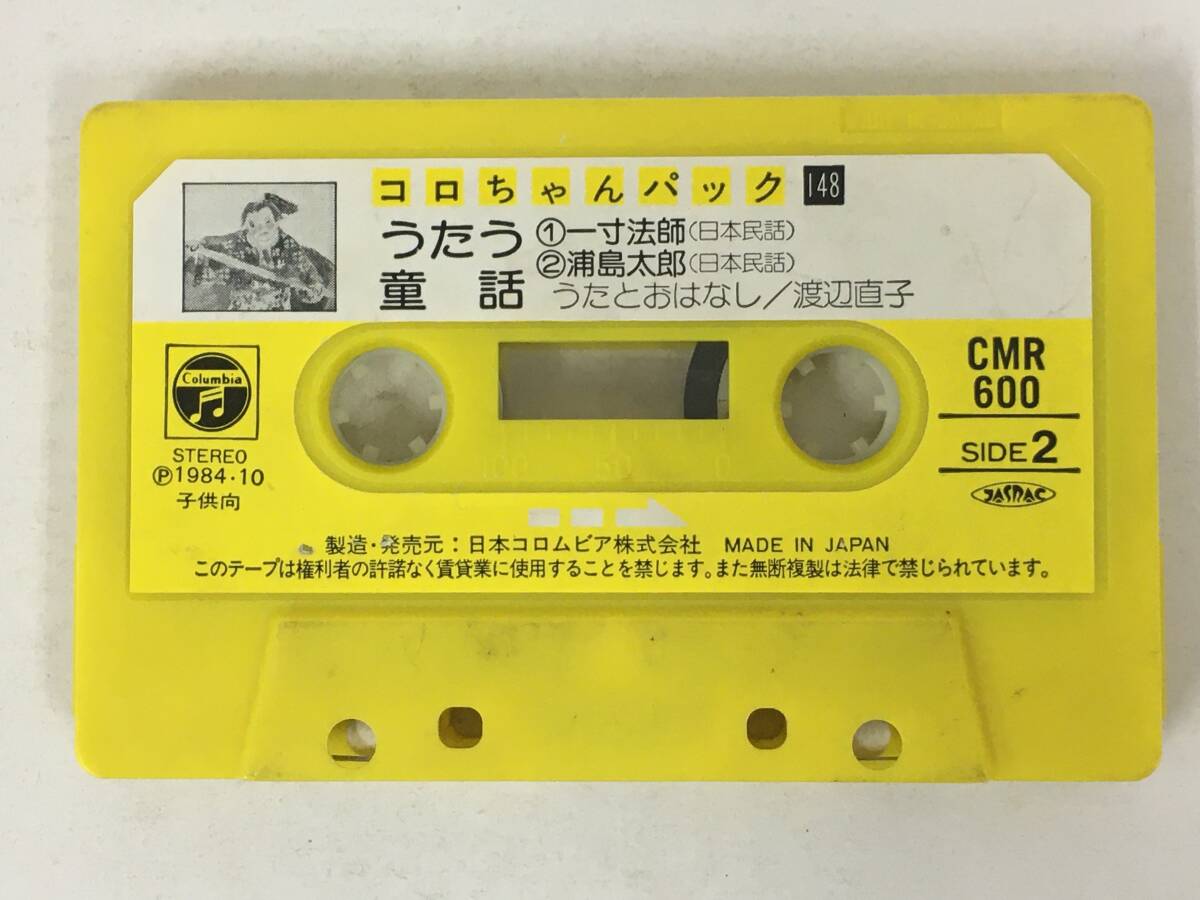 コロちゃんパック 148
うたう童話
①一寸法師(日本民話)
②浦島太郎(日本民話)
うたとおはなし/渡辺直子
Columbia
STEREO
Ⓟ1984・10
子供向
100 50 0
CMR
600
SIDE 2
JASRAC
製造・発売元:日本コロムビア株式会社 MADE IN JAPAN
このテープは権利者の許諾なく賃貸業に使用することを禁じます。また無断複製は法律で禁じられています。